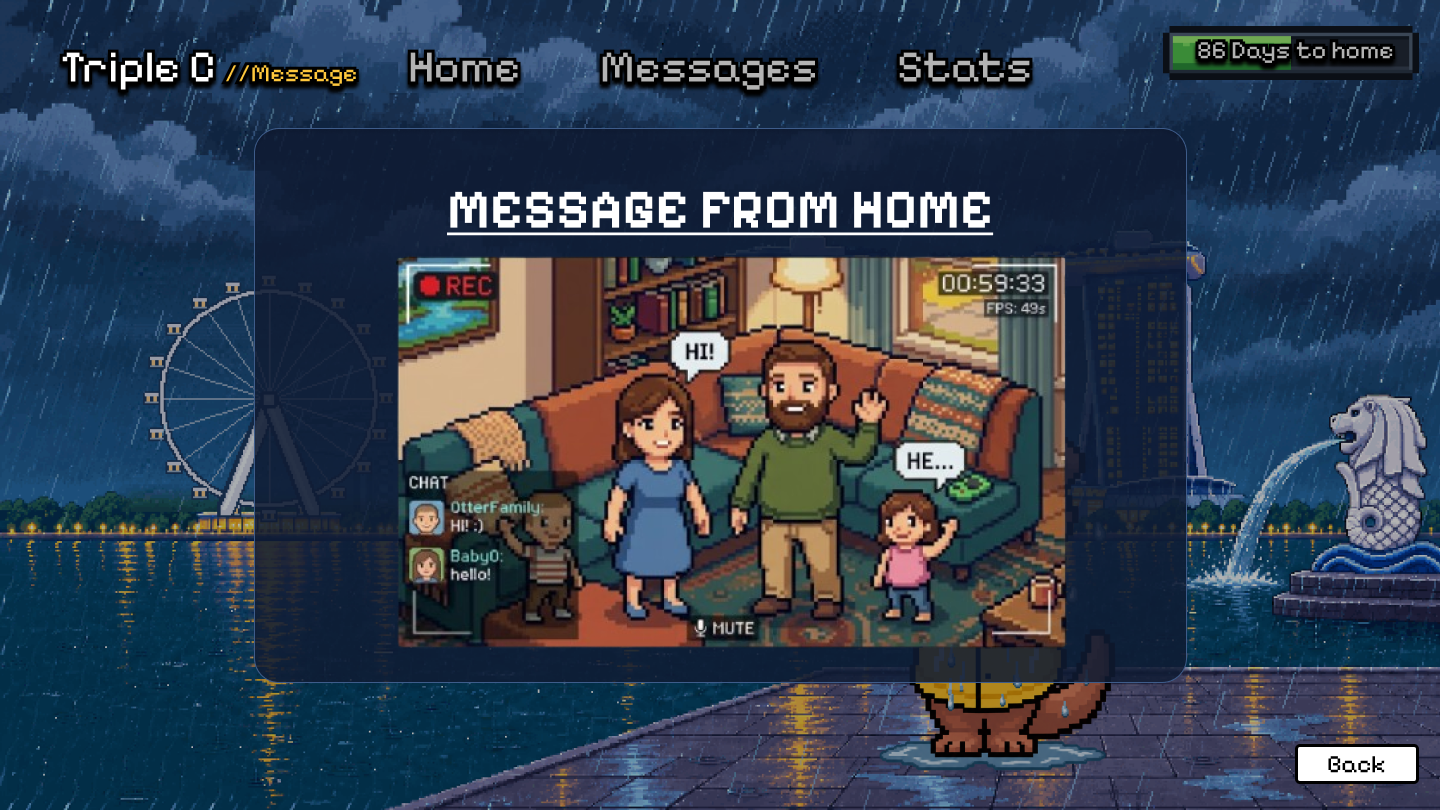 Triple C //Message
Home
Messages
Stats
86 Days to home
MESSAGE FROM HOME
REC
00:59:33
FPS: 49s
HI!
HE...
CHAT
OtterFamily:
HI! :)
BabyO:
hello!
MUTE
Back